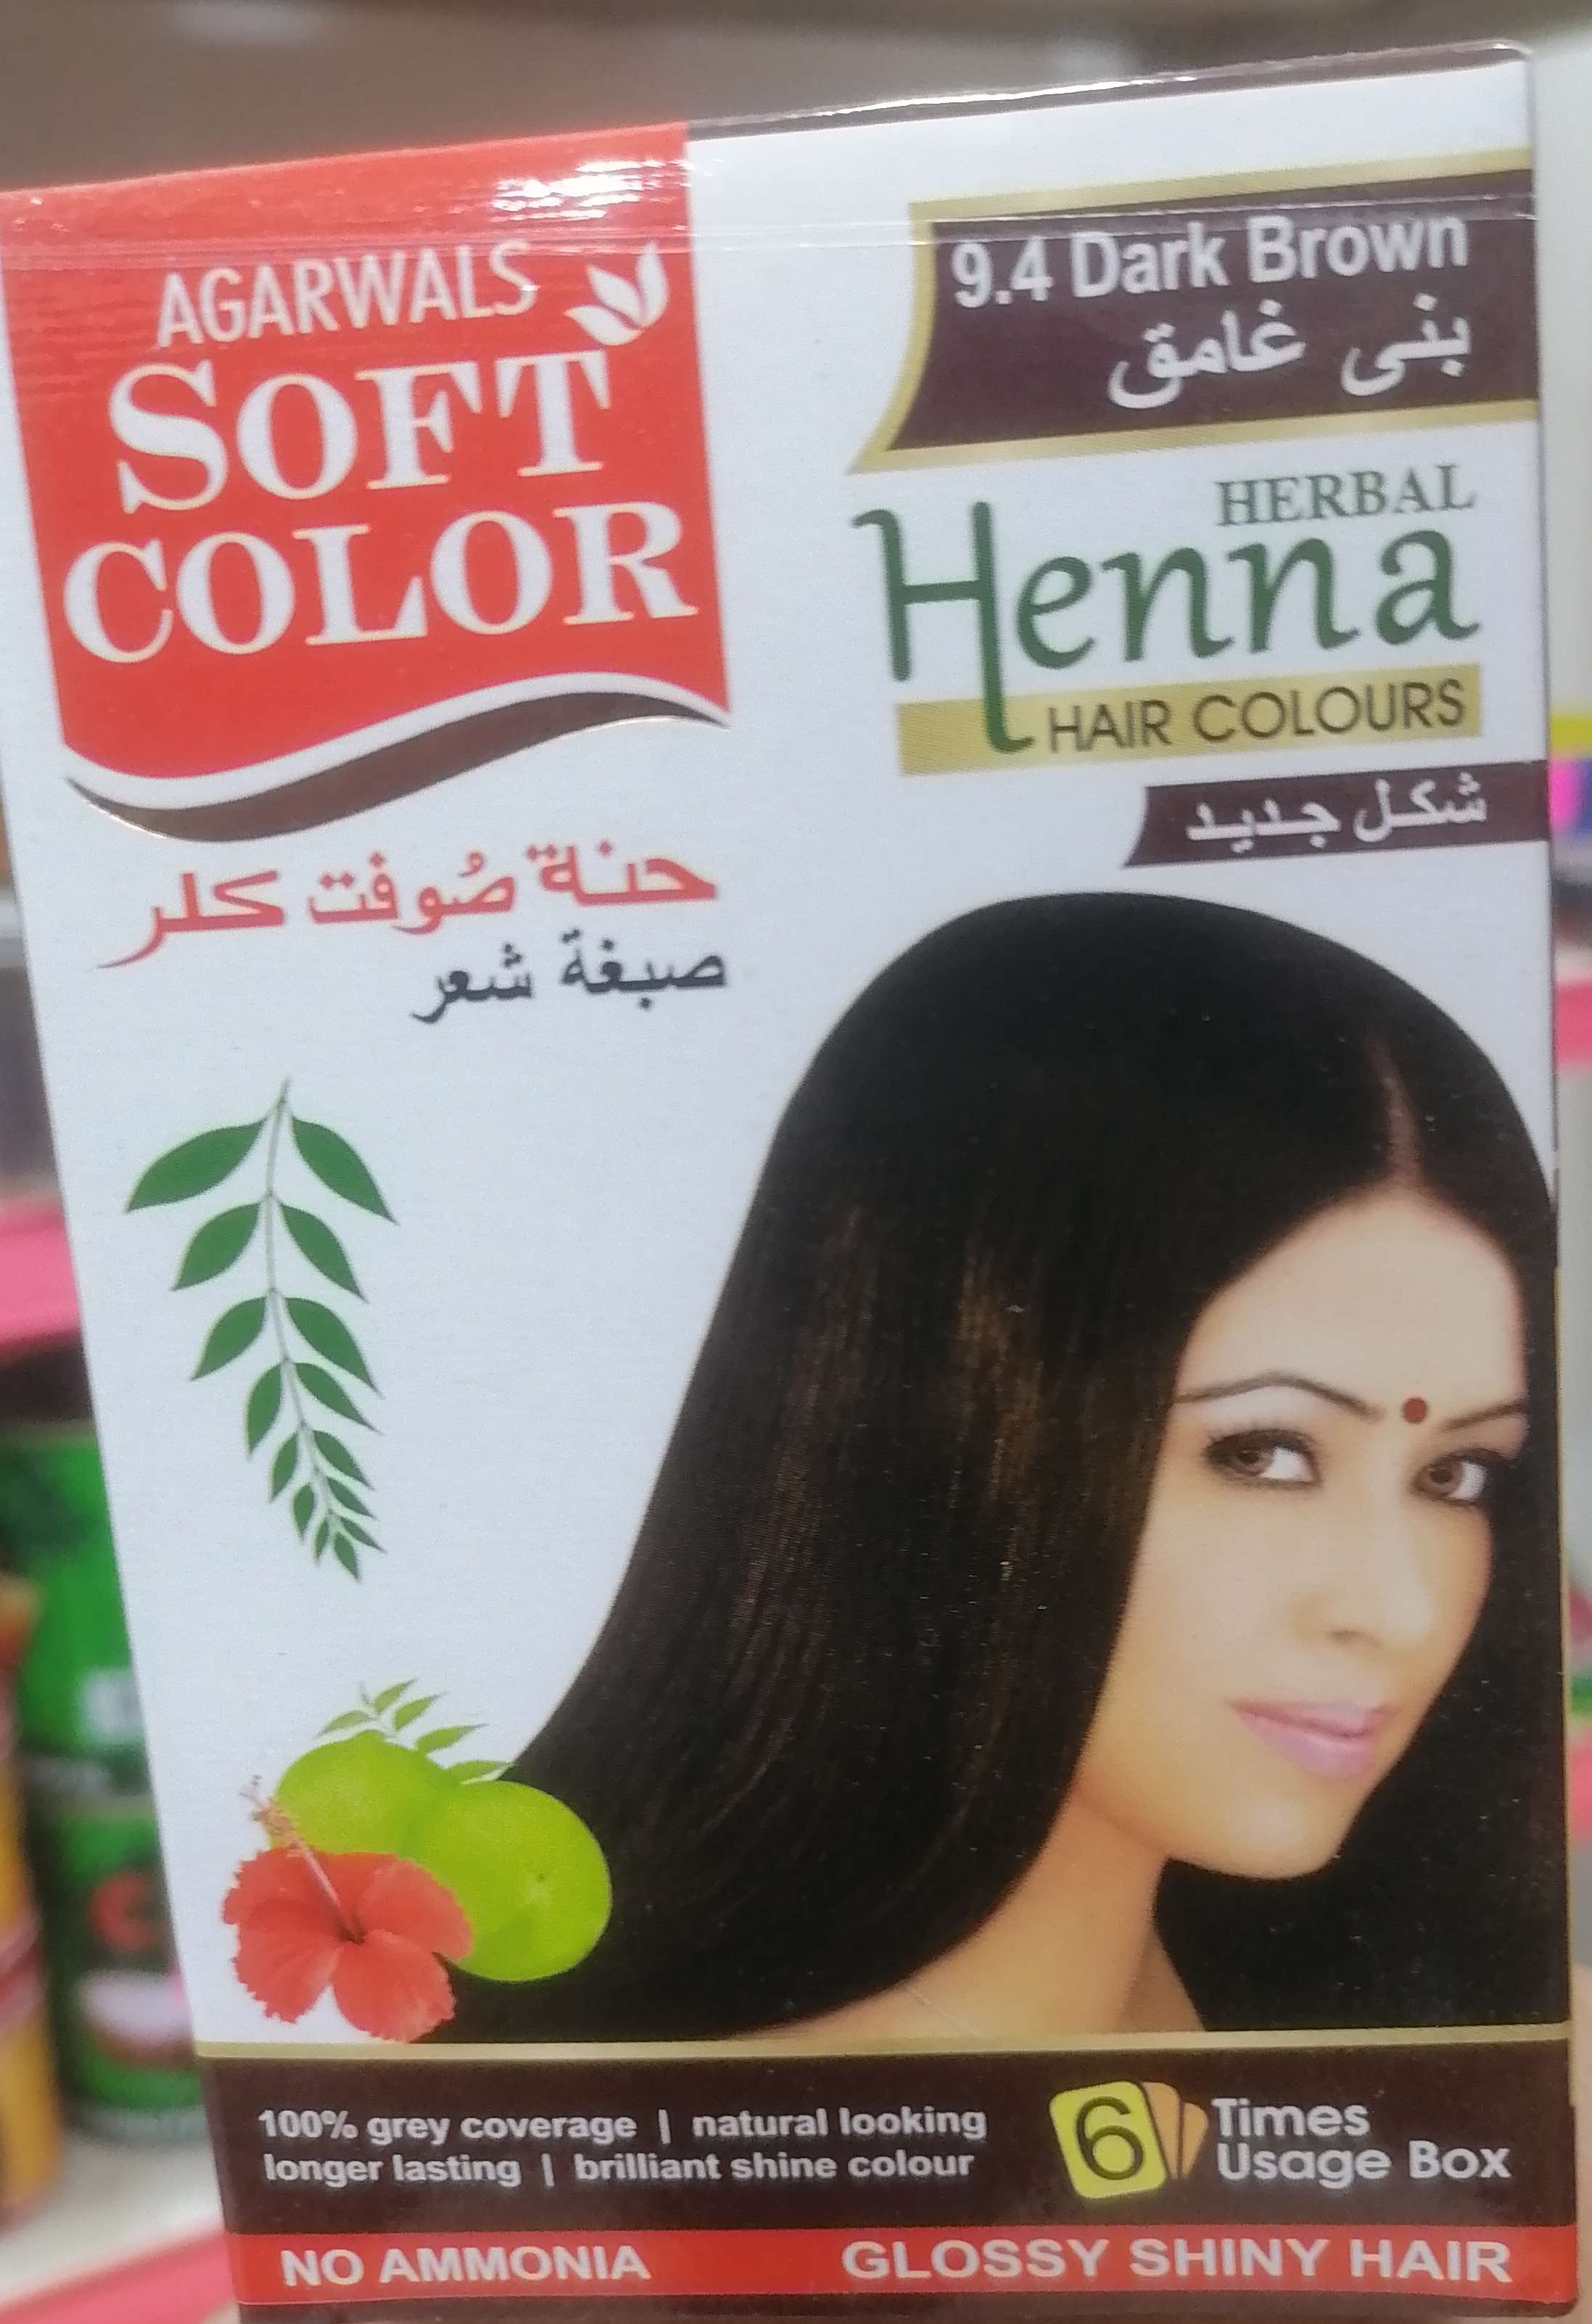 AGARWALS
SOFT
COLOR
حنة صُوفت كلر
صبغة شعر
9.4 Dark Brown
بنى غامق
HERBAL
Henna
HAIR COLOURS
شكل جديد
100% grey coverage | natural looking
longer lasting | brilliant shine colour
6 Times
Usage Box
NO AMMONIA GLOSSY SHINY HAIR